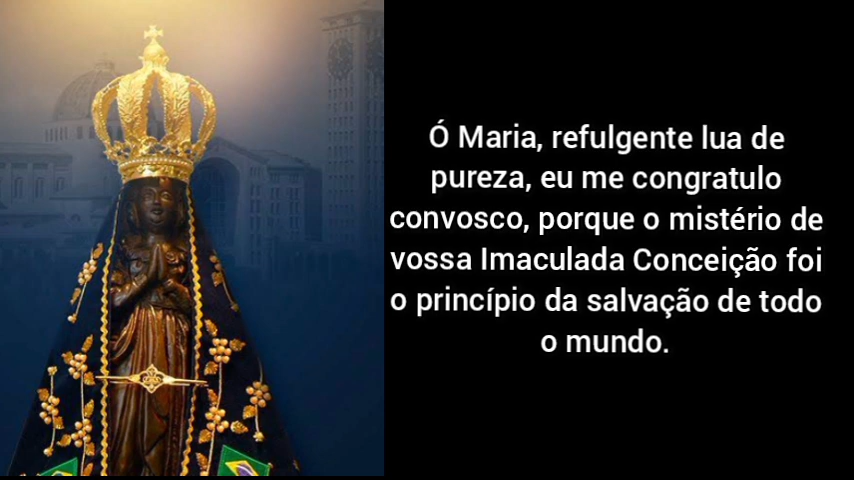 Ó Maria, refulgente lua de
pureza, eu me congratulo
convosco, porque o mistério de
vossa Imaculada Conceição foi
o princípio da salvação de todo
o mundo.